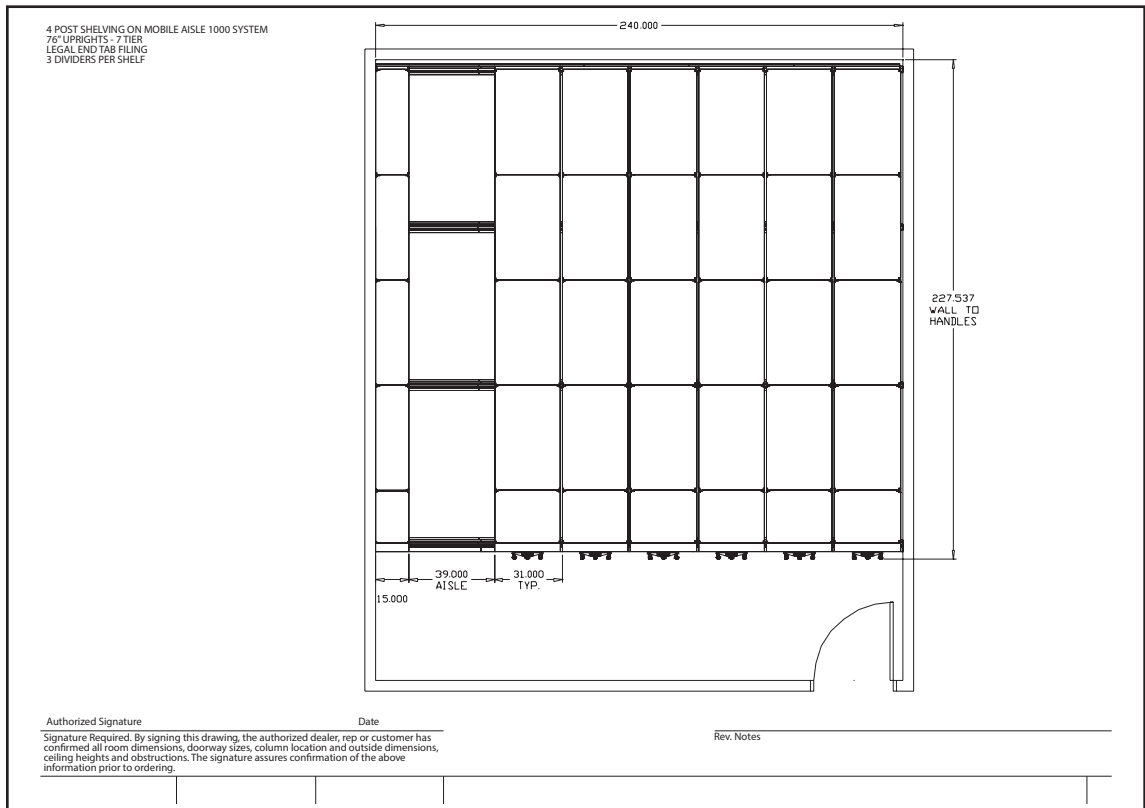 4 POST SHELVING ON MOBILE AISLE 1000 SYSTEM
76" UPRIGHTS - 7 TIER
LEGAL END TAB FILING
3 DIVIDERS PER SHELF
240.000
227.537
WALL TO
HANDLES
39.000
AISLE
31.000
TYP.
15.000
Authorized Signature
Date
Signature Required. By signing this drawing, the authorized dealer, rep or customer has
confirmed all room dimensions, doorway sizes, column location and outside dimensions,
ceiling heights and obstructions. The signature assures confirmation of the above
information prior to ordering.
Rev. Notes